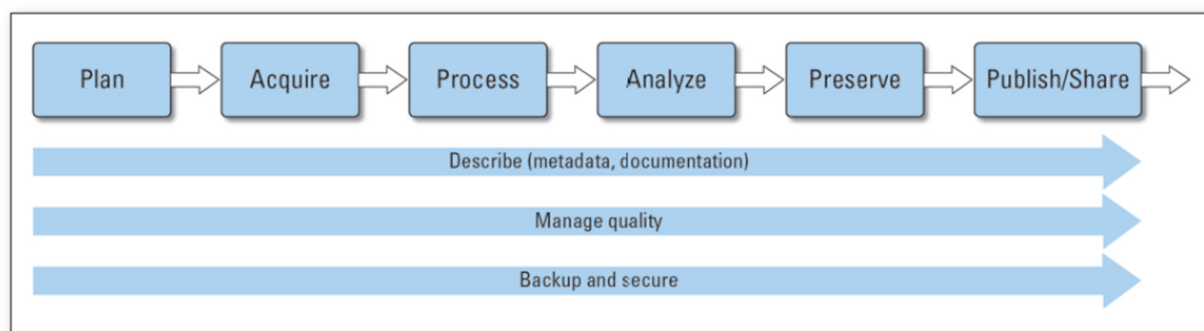 Plan
Acquire
Process
Analyze
Preserve
Publish/Share
Describe (metadata, documentation)
Manage quality
Backup and secure